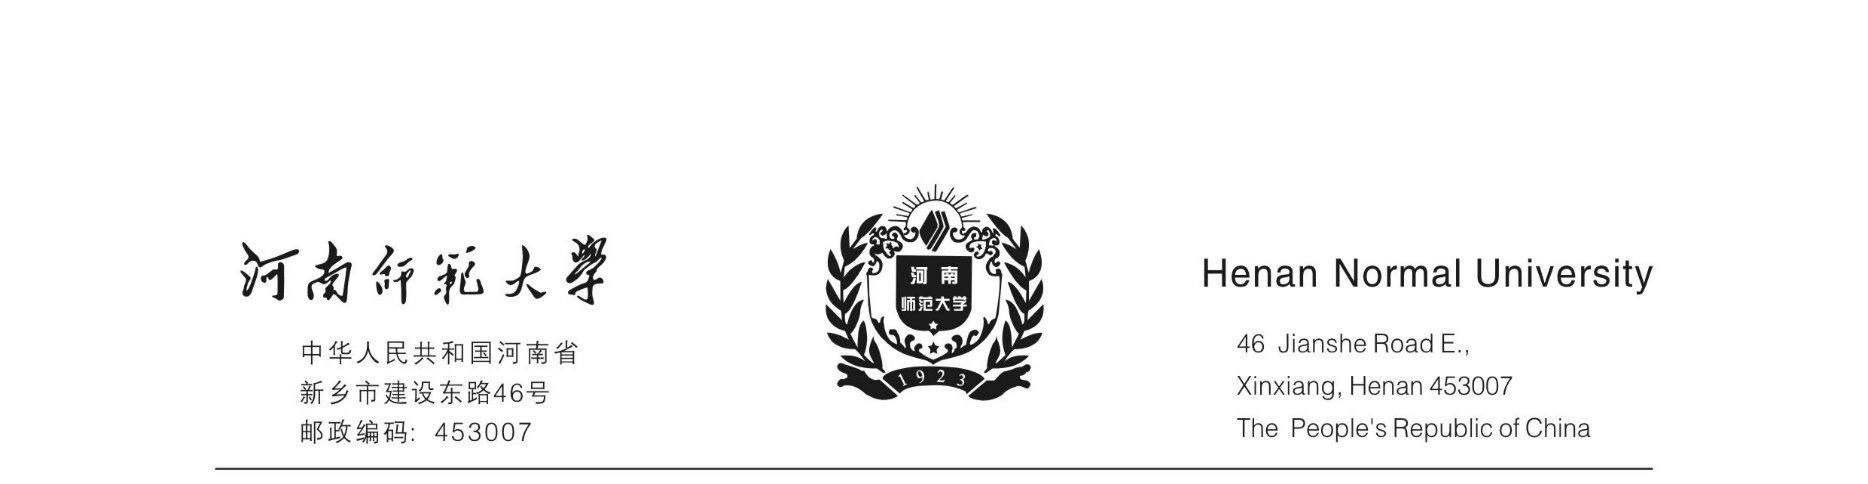 河南师範大學
中华人民共和国河南省
新乡市建设东路46号
邮政编码: 453007
河南
师范大学
1923
Henan Normal University
46 Jianshe Road E.,
Xinxiang, Henan 453007
The People's Republic of China